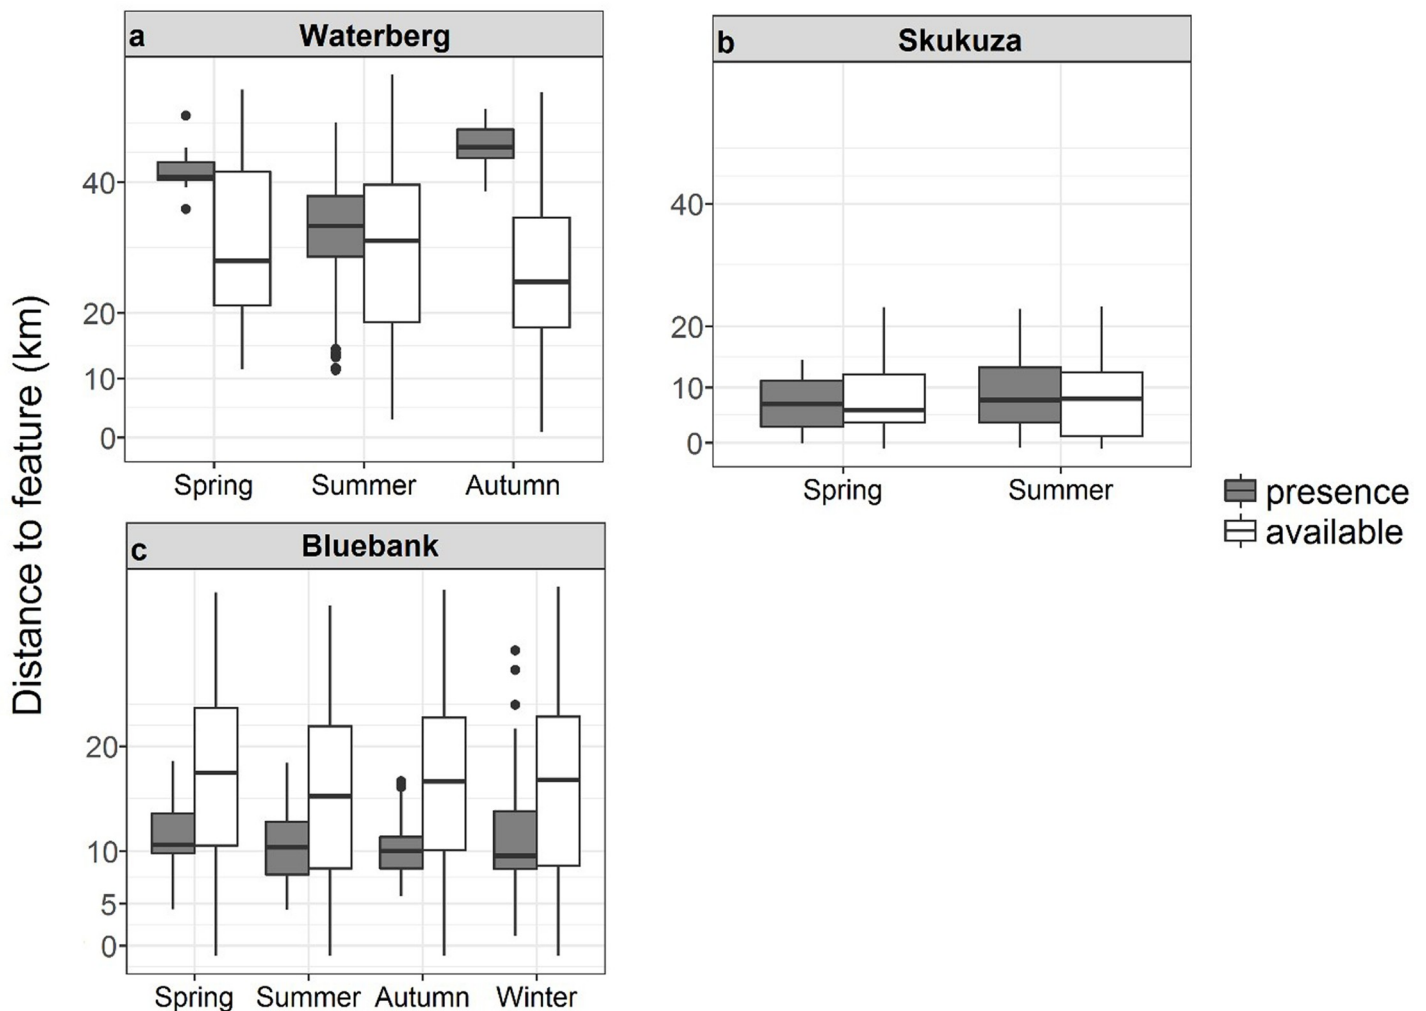 a Waterberg
40
20
10
0
Spring Summer Autumn
b Skukuza
40
20
10
0
Spring Summer
presence
available
Distance to feature (km)
c Bluebank
20
10
5
0
Spring Summer Autumn Winter